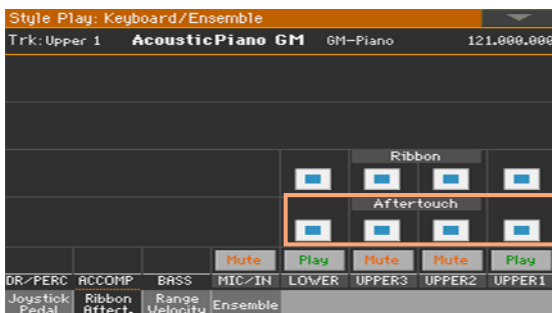 Style Play: Keyboard/Ensemble
Trk:Upper 1 AcousticPiano GM GM-Piano 121.000.000
Ribbon
Aftertouch
Mute Play Mute Mute Play
DR/PERC ACCOMP BASS MIC/IN LOWER UPPER3 UPPER2 UPPER1
Joystick Ribbon Range Ensemble
Pedal Affect. Velocity